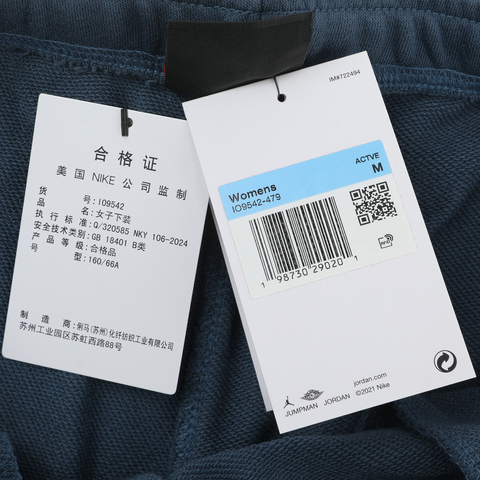 合格证
美国 NIKE 公司监制
货 号: IO9542
品 名: 女子下装
执行标准: Q/320585 NKY 106-2024
安全技术类别: GB 18401 B类
产品等级: 合格品
型: 160/66A
制 造 商: 俐马(苏州)化纤纺织工业有限公司
苏州工业园区苏虹东路88号
IM#722494
ACTVE
M
Womens
IO9542-479
1 98730 29020 1
jordan.com
©2021 Nike
JUMPMAN JORDAN